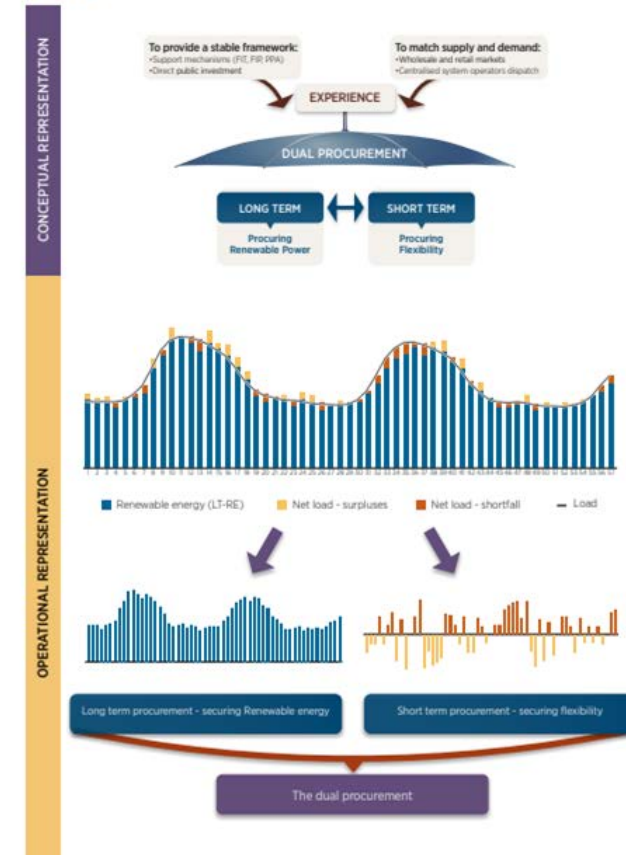 CONCEPTUAL REPRESENTATION
To provide a stable framework:
•Support mechanisms (FIT, FIP, PPA)
•Direct public investment
To match supply and demand:
•Wholesale and retail markets
•Centralised system operators dispatch
EXPERIENCE
DUAL PROCUREMENT
LONG TERM
SHORT TERM
Procuring
Renewable Power
Procuring
Flexibility
OPERATIONAL REPRESENTATION
Renewable energy (LT-RE)
Net load - surpluses
Net load - shortfall
Load
Long term procurement - securing Renewable energy
Short term procurement - securing flexibility
The dual procurement